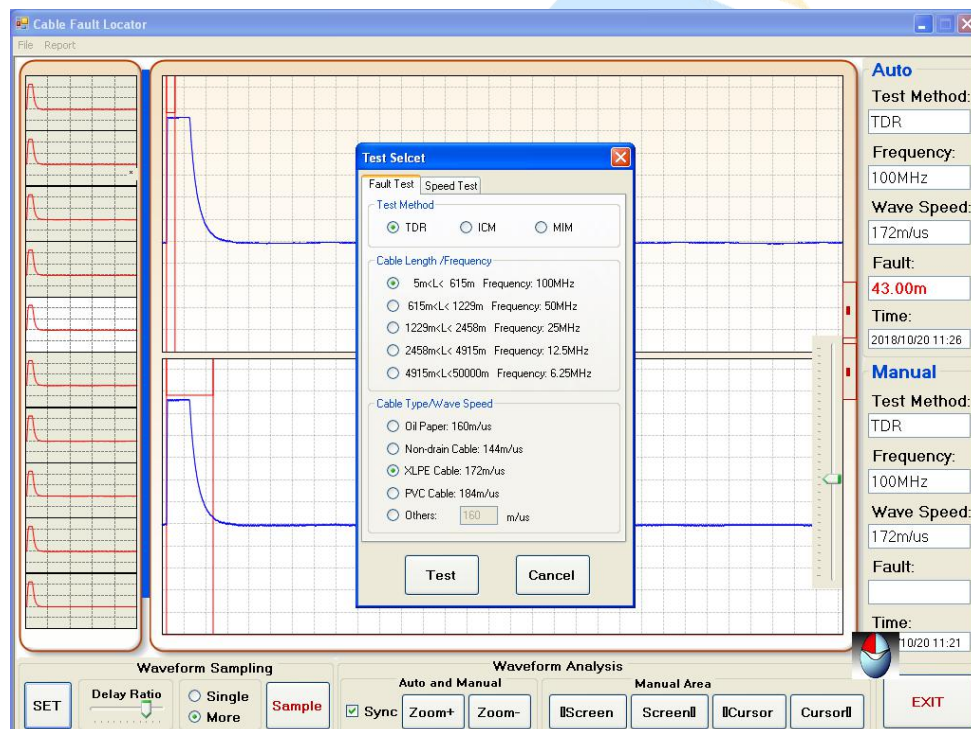 Cable Fault Locator
File Report
Auto
Test Method:
TDR
Frequency:
100MHz
Wave Speed:
172m/us
Fault:
43.00m
Time:
2018/10/20 11:26
Manual
Test Method:
TDR
Frequency:
100MHz
Wave Speed:
172m/us
Fault:
Time:
/10/20 11:21
Test Selcet
Fault Test Speed Test
Test Method
TDR ICM MIM
Cable Length /Frequency
5m<L< 615m Frequency: 100MHz
615m<L< 1229m Frequency: 50MHz
1229m<L< 2458m Frequency: 25MHz
2458m<L< 4915m Frequency: 12.5MHz
4915m<L<50000m Frequency: 6.25MHz
Cable Type/Wave Speed
Oil Paper: 160m/us
Non-drain Cable: 144m/us
XLPE Cable: 172m/us
PVC Cable: 184m/us
Others: 160 m/us
Test Cancel
Waveform Sampling
SET
Delay Ratio
Single
More
Sample
Waveform Analysis
Auto and Manual
Sync Zoom+ Zoom-
Manual Area
Screen Screen Cursor Cursor
EXIT